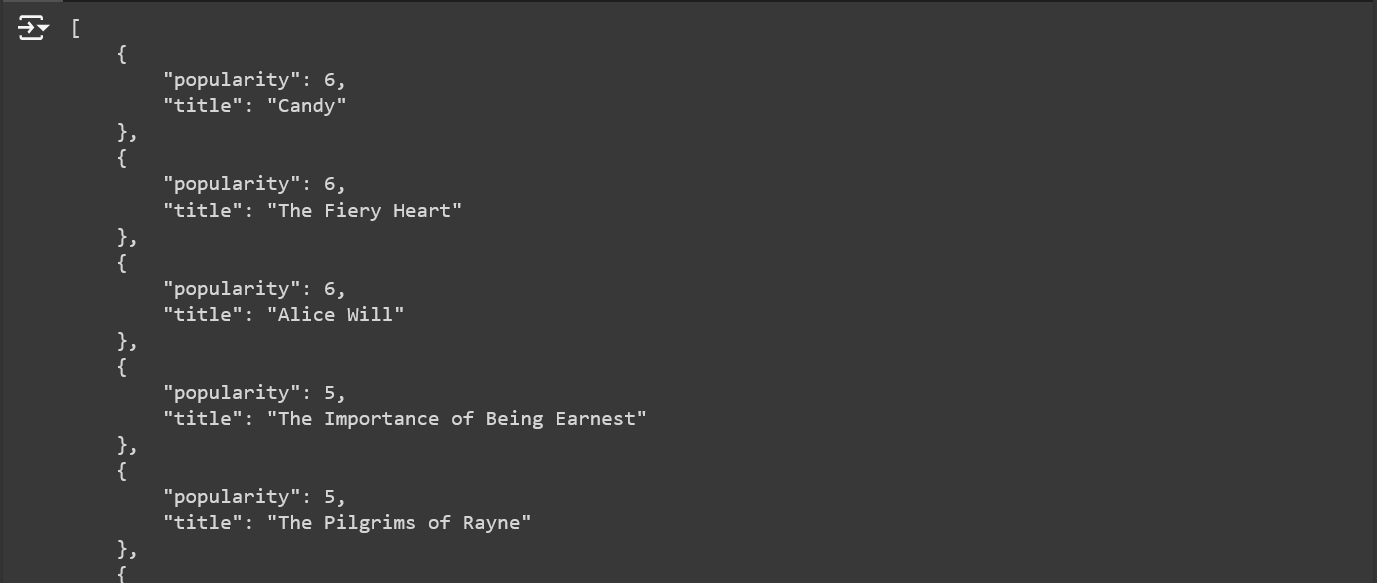 [
    {
        "popularity": 6,
        "title": "Candy"
    },
    {
        "popularity": 6,
        "title": "The Fiery Heart"
    },
    {
        "popularity": 6,
        "title": "Alice Will"
    },
    {
        "popularity": 5,
        "title": "The Importance of Being Earnest"
    },
    {
        "popularity": 5,
        "title": "The Pilgrims of Rayne"
    },
    {